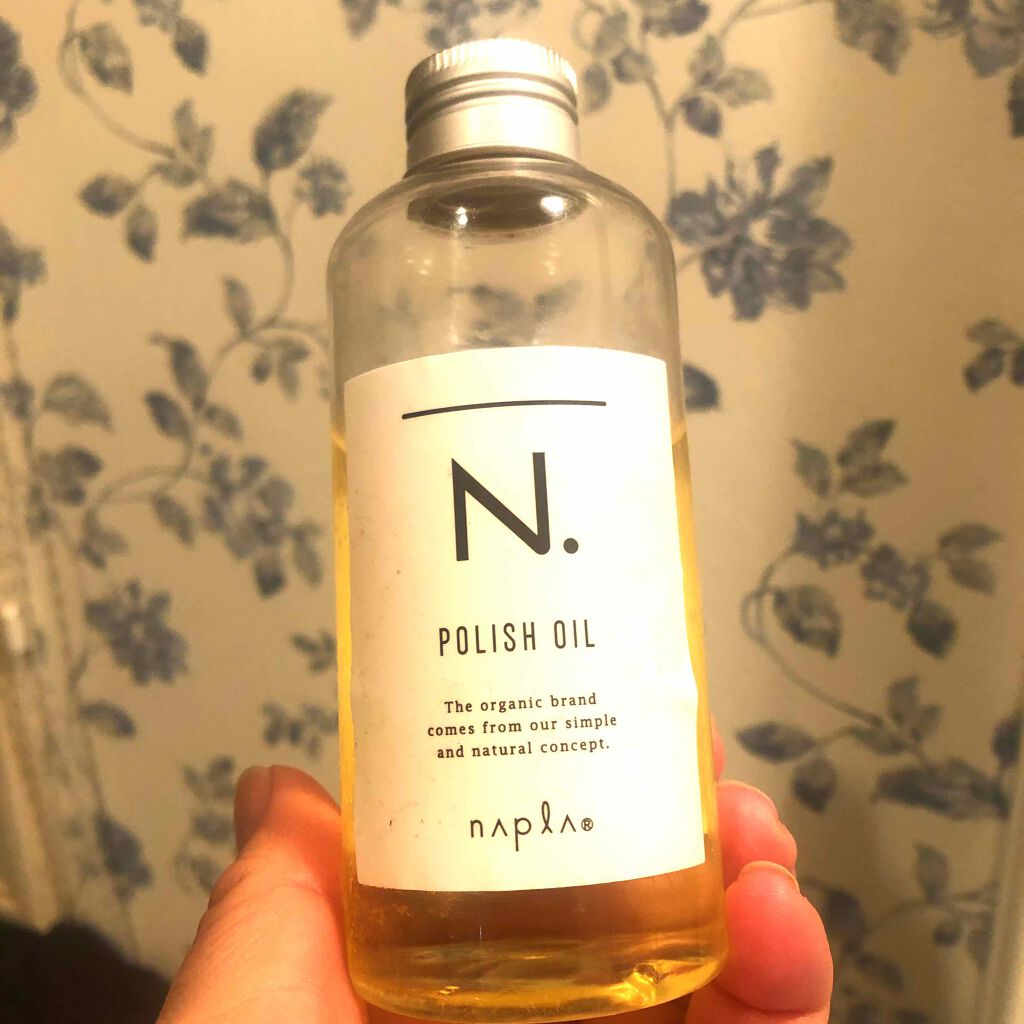 N.
POLISH OIL
The organic brand
comes from our simple
and natural concept.
napla®